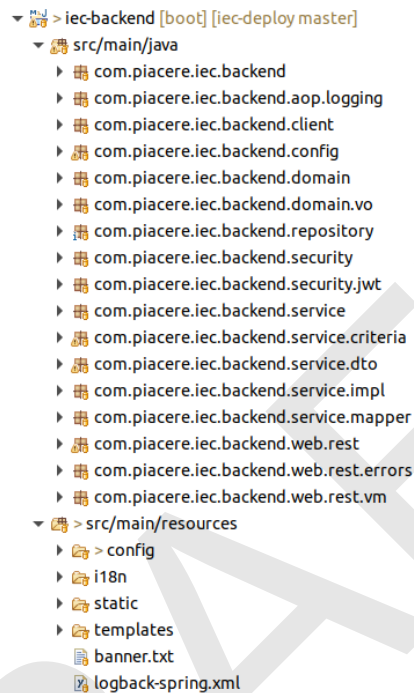 > iec-backend [boot] [iec-deploy master]
src/main/java
com.piacere.iec.backend
com.piacere.iec.backend.aop.logging
com.piacere.iec.backend.client
com.piacere.iec.backend.config
com.piacere.iec.backend.domain
com.piacere.iec.backend.domain.vo
com.piacere.iec.backend.repository
com.piacere.iec.backend.security
com.piacere.iec.backend.security.jwt
com.piacere.iec.backend.service
com.piacere.iec.backend.service.criteria
com.piacere.iec.backend.service.dto
com.piacere.iec.backend.service.impl
com.piacere.iec.backend.service.mapper
com.piacere.iec.backend.web.rest
com.piacere.iec.backend.web.rest.errors
com.piacere.iec.backend.web.rest.vm
> src/main/resources
> config
i18n
static
templates
banner.txt
logback-spring.xml